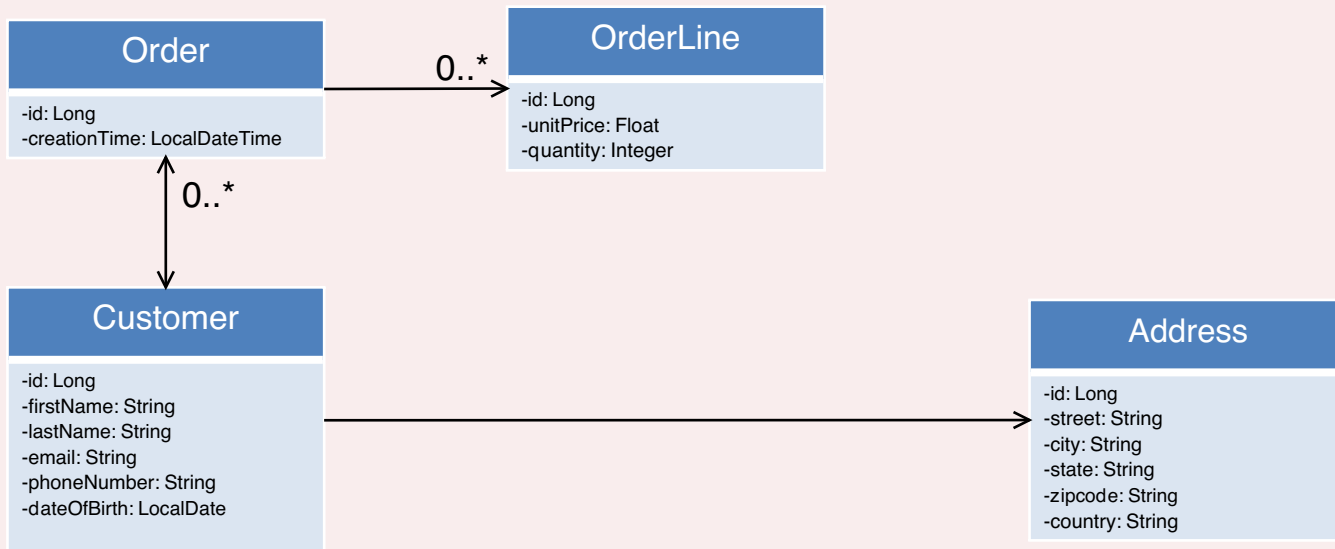 Order
-id: Long
-creationTime: LocalDateTime
0..*
OrderLine
-id: Long
-unitPrice: Float
-quantity: Integer
0..*
Customer
-id: Long
-firstName: String
-lastName: String
-email: String
-phoneNumber: String
-dateOfBirth: LocalDate
Address
-id: Long
-street: String
-city: String
-state: String
-zipcode: String
-country: String